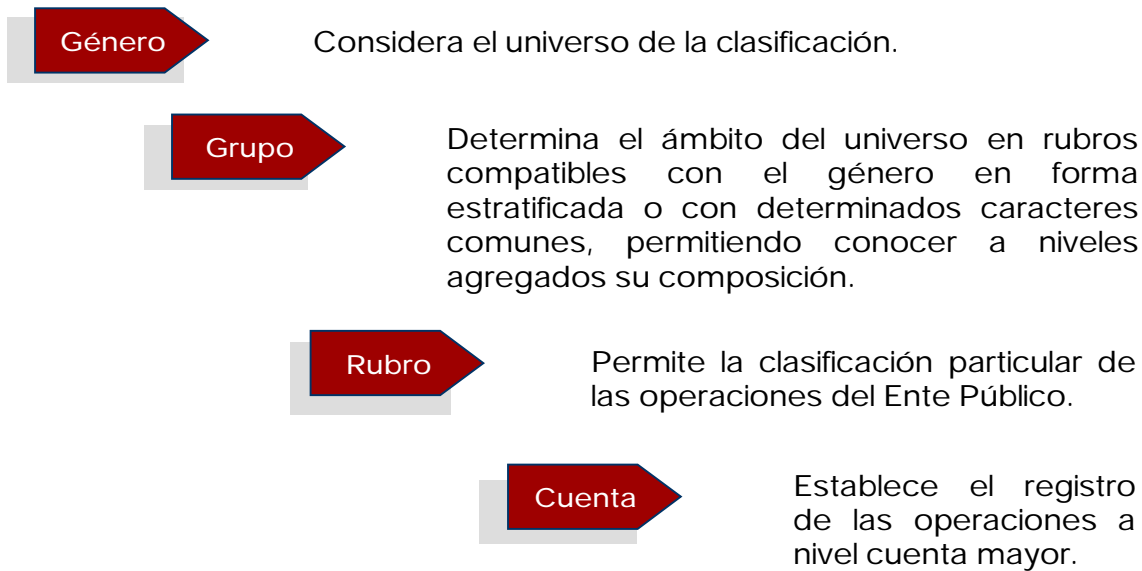 Género
Considera el universo de la clasificación.
Grupo
Determina el ámbito del universo en rubros
compatibles con el género en forma
estratificada o con determinados caracteres
comunes, permitiendo conocer a niveles
agregados su composición.
Rubro
Permite la clasificación particular de
las operaciones del Ente Público.
Cuenta
Establece el registro
de las operaciones a
nivel cuenta mayor.